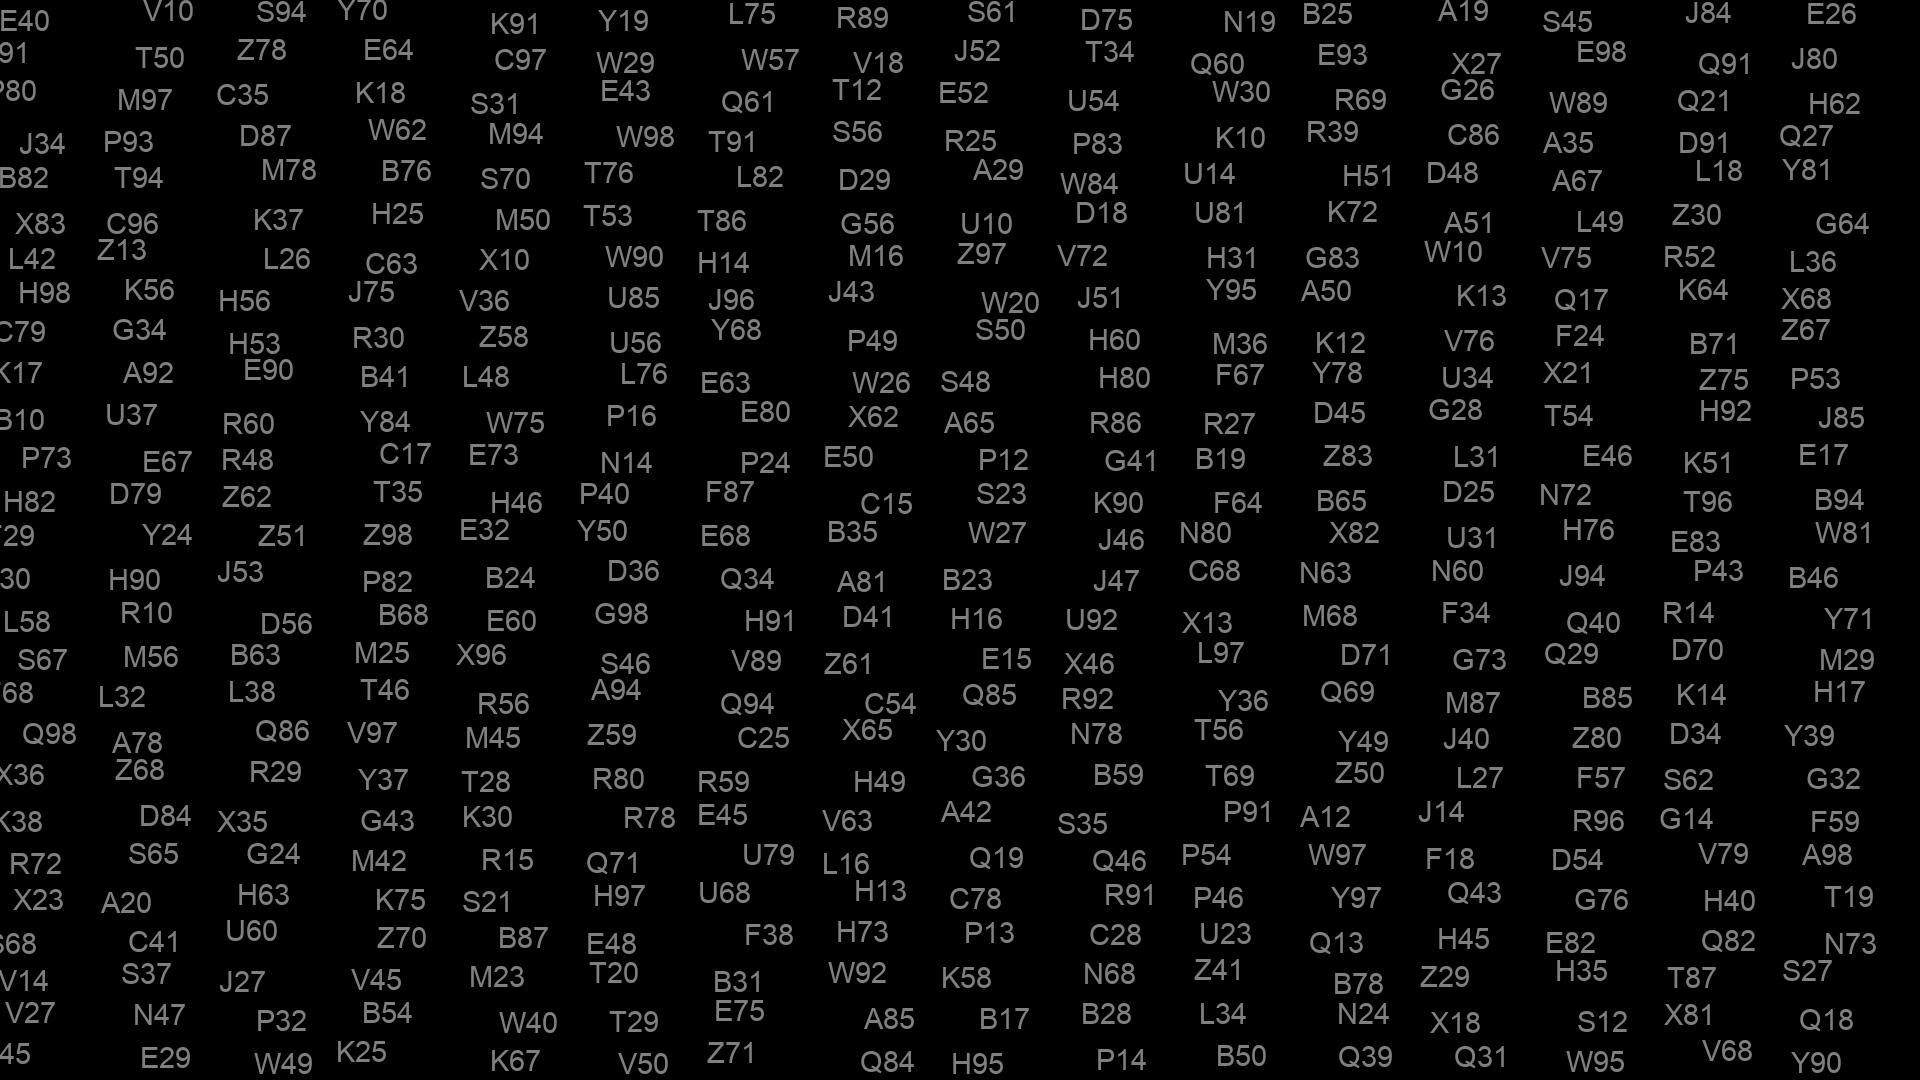 E40 V10 S94 Y70 K91 Y19 L75 R89 S61 D75 N19 B25 A19 S45 J84 E26
91 T50 Z78 E64 C97 W29 W57 V18 J52 T34 Q60 E93 X27 E98 Q91 J80
P80 M97 C35 K18 S31 E43 Q61 T12 E52 U54 W30 R69 G26 W89 Q21 H62
J34 P93 D87 W62 M94 W98 T91 S56 R25 P83 K10 R39 C86 A35 D91 Q27
B82 T94 M78 B76 S70 T76 L82 D29 A29 W84 U14 H51 D48 A67 L18 Y81
X83 C96 K37 H25 M50 T53 T86 G56 U10 D18 U81 K72 A51 L49 Z30 G64
L42 Z13 L26 C63 X10 W90 H14 M16 Z97 V72 H31 G83 W10 V75 R52 L36
H98 K56 H56 J75 V36 U85 J96 J43 W20 J51 Y95 A50 K13 Q17 K64 X68
C79 G34 H53 R30 Z58 U56 Y68 P49 S50 H60 M36 K12 V76 F24 B71 Z67
K17 A92 E90 B41 L48 L76 E63 W26 S48 H80 F67 Y78 U34 X21 Z75 P53
B10 U37 R60 Y84 W75 P16 E80 X62 A65 R86 R27 D45 G28 T54 H92 J85
P73 E67 R48 C17 E73 N14 P24 E50 P12 G41 B19 Z83 L31 E46 K51 E17
H82 D79 Z62 T35 H46 P40 F87 C15 S23 K90 F64 B65 D25 N72 T96 B94
T29 Y24 Z51 Z98 E32 Y50 E68 B35 W27 J46 N80 X82 U31 H76 E83 W81
30 H90 J53 P82 B24 D36 Q34 A81 B23 J47 C68 N63 N60 J94 P43 B46
L58 R10 D56 B68 E60 G98 H91 D41 H16 U92 X13 M68 F34 Q40 R14 Y71
S67 M56 B63 M25 X96 S46 V89 Z61 E15 X46 L97 D71 G73 Q29 D70 M29
68 L32 L38 T46 R56 A94 Q94 C54 Q85 R92 Y36 Q69 M87 B85 K14 H17
Q98 A78 Q86 V97 M45 Z59 C25 X65 Y30 N78 T56 Y49 J40 Z80 D34 Y39
X36 Z68 R29 Y37 T28 R80 R59 H49 G36 B59 T69 Z50 L27 F57 S62 G32
K38 D84 X35 G43 K30 R78 E45 V63 A42 S35 P91 A12 J14 R96 G14 F59
R72 S65 G24 M42 R15 Q71 U79 L16 Q19 Q46 P54 W97 F18 D54 V79 A98
X23 A20 H63 K75 S21 H97 U68 H13 C78 R91 P46 Y97 Q43 G76 H40 T19
68 C41 U60 Z70 B87 E48 F38 H73 P13 C28 U23 Q13 H45 E82 Q82 N73
V14 S37 J27 V45 M23 T20 B31 W92 K58 N68 Z41 B78 Z29 H35 T87 S27
V27 N47 P32 B54 W40 T29 E75 A85 B17 B28 L34 N24 X18 S12 X81 Q18
45 E29 W49 K25 K67 V50 Z71 Q84 H95 P14 B50 Q39 Q31 W95 V68 Y90